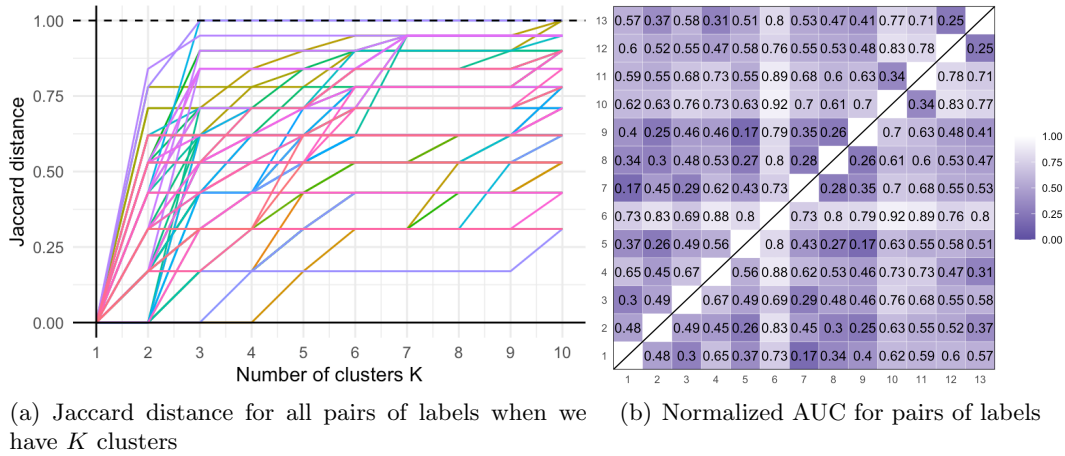 1.00
0.75
0.50
0.25
0.00
Jaccard distance
1 2 3 4 5 6 7 8 9 10
Number of clusters K
13 0.57 0.37 0.58 0.31 0.51 0.8 0.53 0.47 0.41 0.77 0.71 0.25
12 0.6 0.52 0.55 0.47 0.58 0.76 0.55 0.53 0.48 0.83 0.78 0.25
11 0.59 0.55 0.68 0.73 0.55 0.89 0.68 0.6 0.63 0.34 0.78 0.71
10 0.62 0.63 0.76 0.73 0.63 0.92 0.7 0.61 0.7 0.34 0.83 0.77
9 0.4 0.25 0.46 0.46 0.17 0.79 0.35 0.26 0.7 0.63 0.48 0.41
8 0.34 0.3 0.48 0.53 0.27 0.8 0.28 0.26 0.61 0.6 0.53 0.47
7 0.17 0.45 0.29 0.62 0.43 0.73 0.28 0.35 0.7 0.68 0.55 0.53
6 0.73 0.83 0.69 0.88 0.8 0.73 0.8 0.79 0.92 0.89 0.76 0.8
5 0.37 0.26 0.49 0.56 0.8 0.43 0.27 0.17 0.63 0.55 0.58 0.51
4 0.65 0.45 0.67 0.56 0.88 0.62 0.53 0.46 0.73 0.73 0.47 0.31
3 0.3 0.49 0.67 0.49 0.69 0.29 0.48 0.46 0.76 0.68 0.55 0.58
2 0.48 0.49 0.45 0.26 0.83 0.45 0.3 0.25 0.63 0.55 0.52 0.37
1 0.48 0.3 0.65 0.37 0.73 0.17 0.34 0.4 0.62 0.59 0.6 0.57
1 2 3 4 5 6 7 8 9 10 11 12 13
1.00
0.75
0.50
0.25
0.00
(a) Jaccard distance for all pairs of labels when we
have K clusters
(b) Normalized AUC for pairs of labels